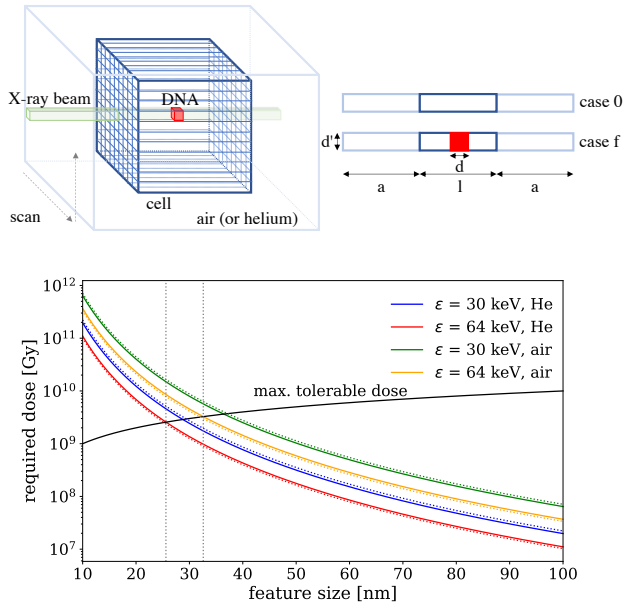 X-ray beam
DNA
cell
air (or helium)
scan
case 0
case f
d'
d
a
l
a
10^12
10^11
10^10
10^9
10^8
10^7
required dose [Gy]
ε = 30 keV, He
ε = 64 keV, He
ε = 30 keV, air
ε = 64 keV, air
max. tolerable dose
10 20 30 40 50 60 70 80 90 100
feature size [nm]